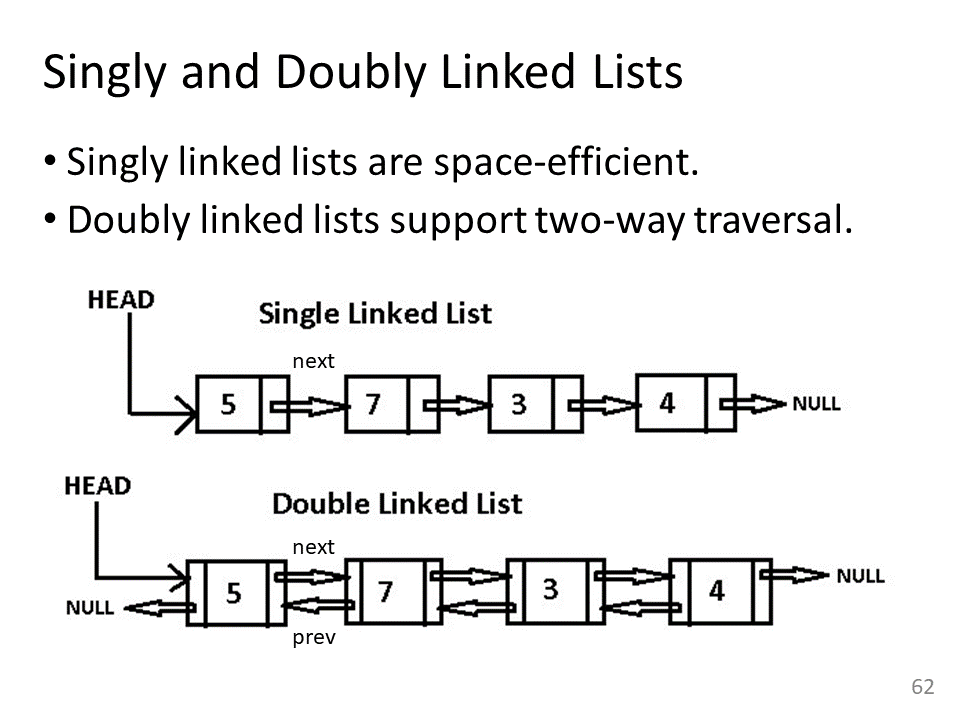 Singly and Doubly Linked Lists
• Singly linked lists are space-efficient.
• Doubly linked lists support two-way traversal.
HEAD
Single Linked List
next
5 7 3 4 NULL
HEAD
Double Linked List
next
NULL 5 7 3 4 NULL
prev
62